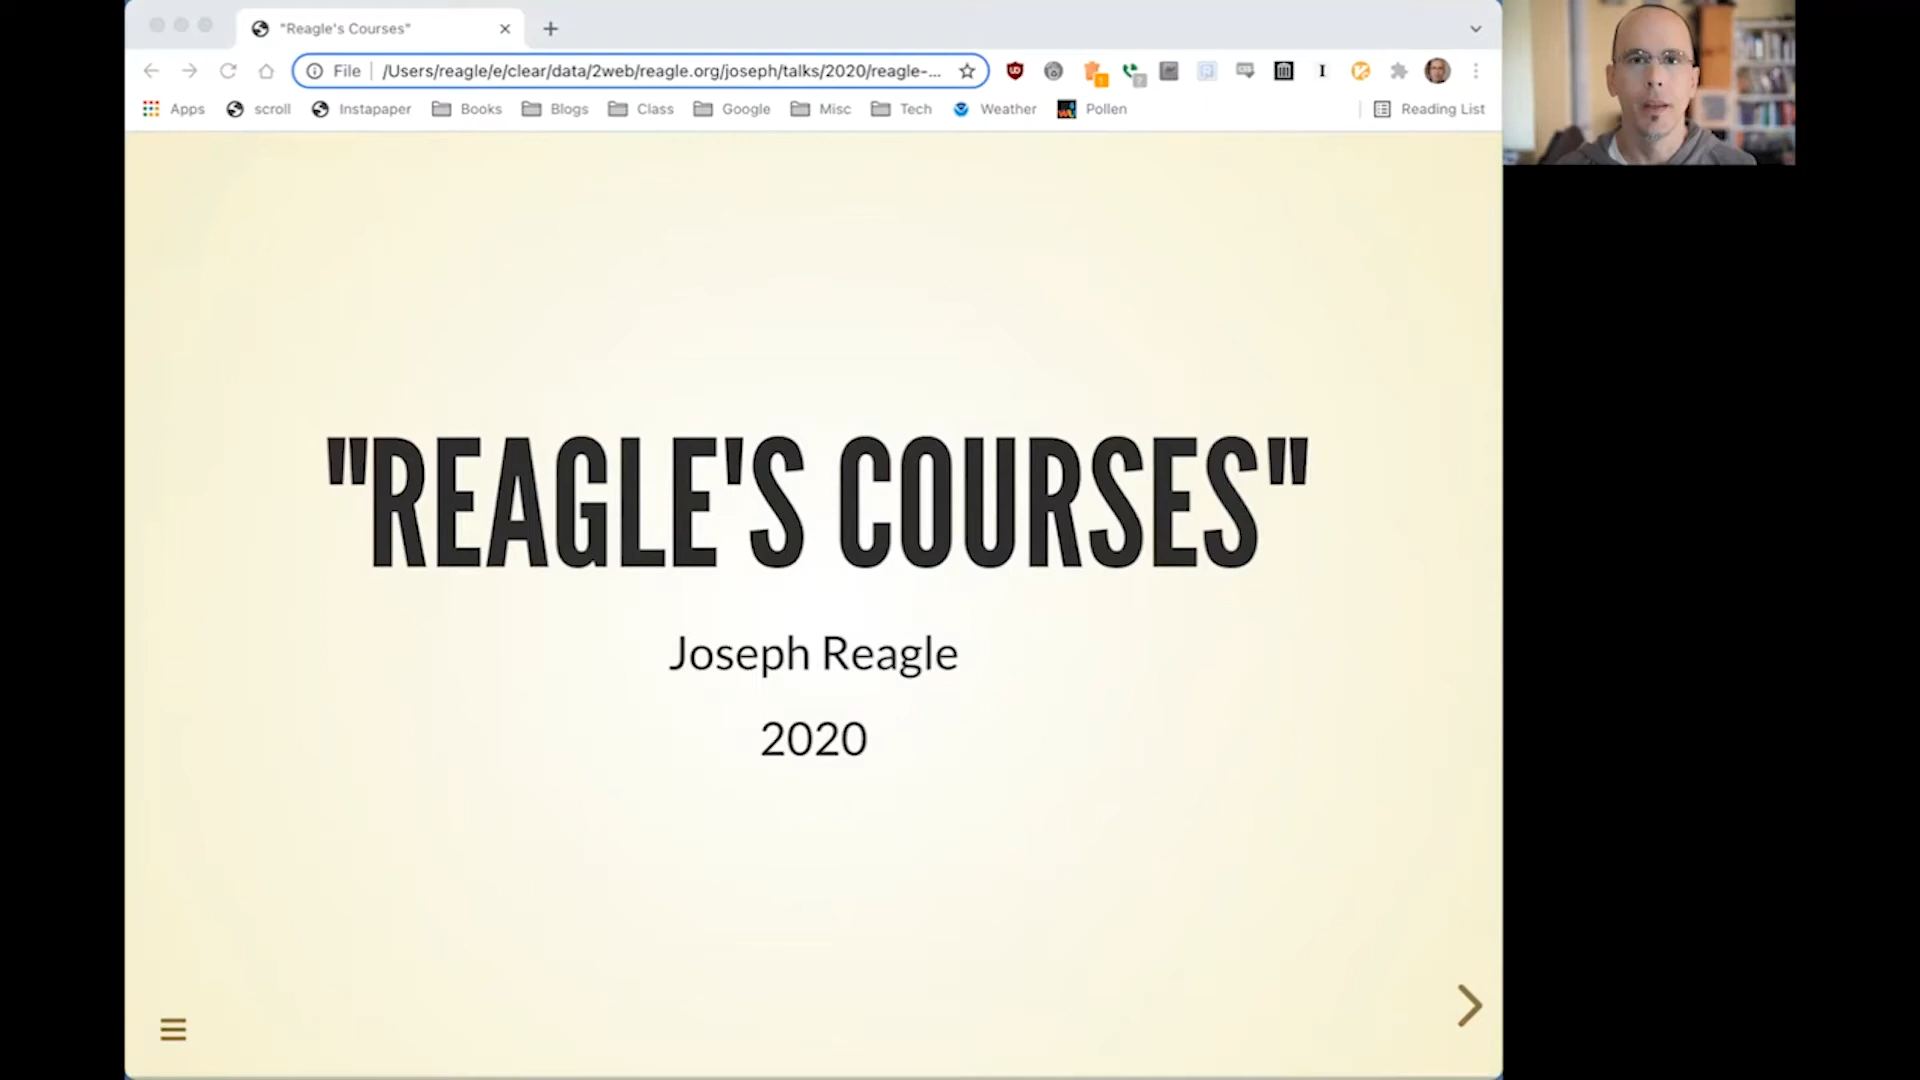 "Reagle's Courses"
File /Users/reagle/e/clear/data/2web/reagle.org/joseph/talks/2020/reagle-...
Apps scroll Instapaper Books Blogs Class Google Misc Tech Weather Pollen Reading List
"REAGLE'S COURSES"
Joseph Reagle
2020